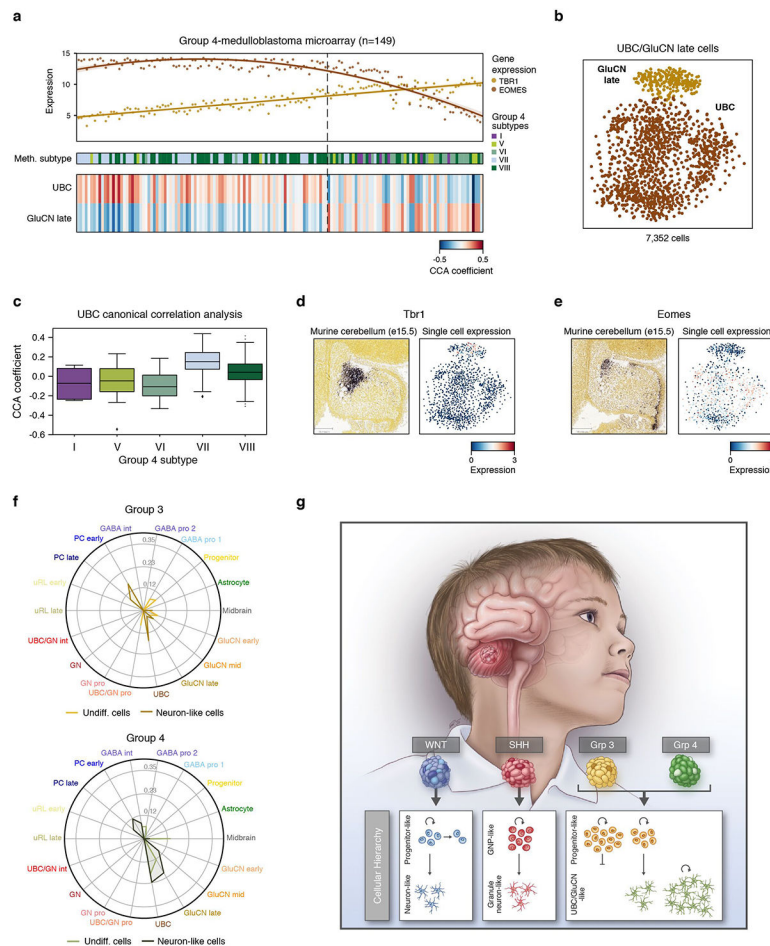 a
Group 4-medulloblastoma microarray (n=149)
15
10
5
Expression
Gene
expression
TBR1
EOMES
Group 4
subtypes
I
V
VI
VII
VIII
Meth. subtype
UBC
GluCN late
-0.5
0.5
CCA coefficient
b
UBC/GluCN late cells
GluCN
late
UBC
7,352 cells
c
UBC canonical correlation analysis
0.4
0.2
0.0
-0.2
-0.4
-0.6
CCA coefficient
I V VI VII VIII
Group 4 subtype
d
Tbr1
Murine cerebellum (e15.5) Single cell expression
0 3
Expression
e
Eomes
Murine cerebellum (e15.5) Single cell expression
0
Expression
f
Group 3
GABA int
GABA pro 2
PC early
GABA pro 1
PC late
Progenitor
uRL early
Astrocyte
uRL late
Midbrain
UBC/GN int
GluCN early
GN
GluCN mid
GN pro
GluCN late
UBC/GN pro
UBC
0.35
0.23
0.12
Undiff. cells Neuron-like cells
Group 4
GABA int
GABA pro 2
PC early
GABA pro 1
PC late
Progenitor
uRL early
Astrocyte
uRL late
Midbrain
UBC/GN int
GluCN early
GN
GluCN mid
GN pro
GluCN late
UBC/GN pro
UBC
0.35
0.23
0.12
Undiff. cells Neuron-like cells
g
WNT
SHH
Grp 3
Grp 4
Cellular Hierarchy
Progenitor-like
Neuron-like
GNP-like
Granule
neuron-like
Progenitor-like
UBC/GluCN
-like